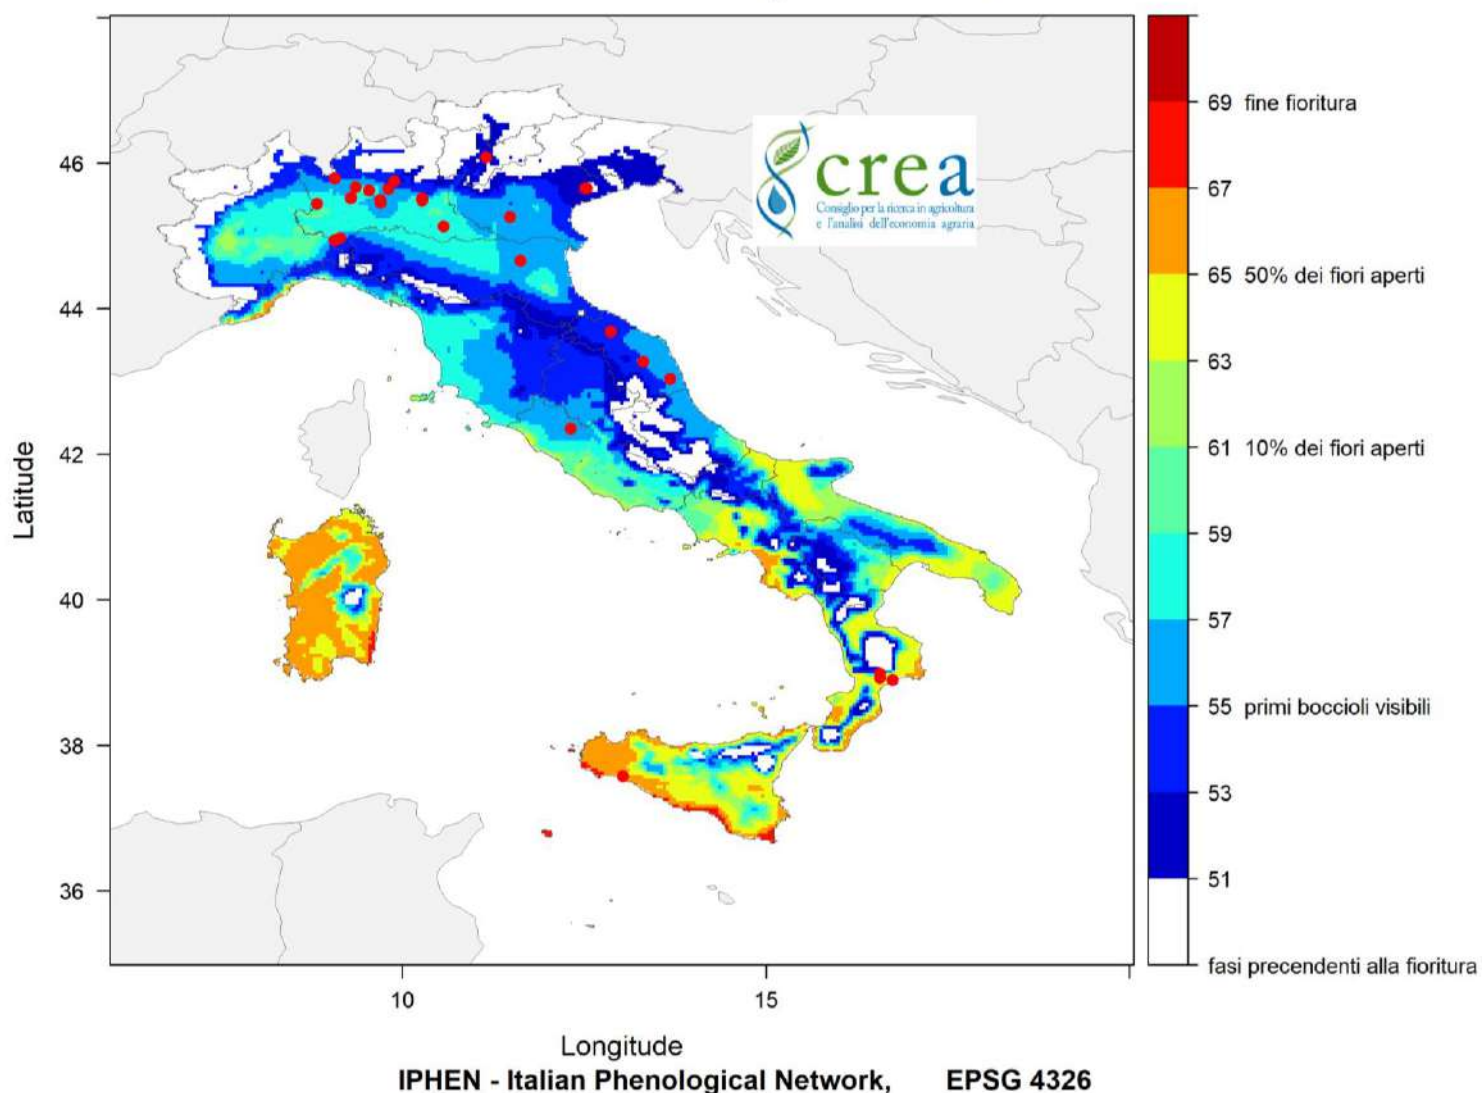 Latitude
46
44
42
40
38
36
10
15
Longitude
crea
Consiglio per la ricerca in agricoltura
e l'analisi dell'economia agraria
69 fine fioritura
67
65 50% dei fiori aperti
63
61 10% dei fiori aperti
59
57
55 primi boccioli visibili
53
51
fasi precendenti alla fioritura
IPHEN - Italian Phenological Network, EPSG 4326